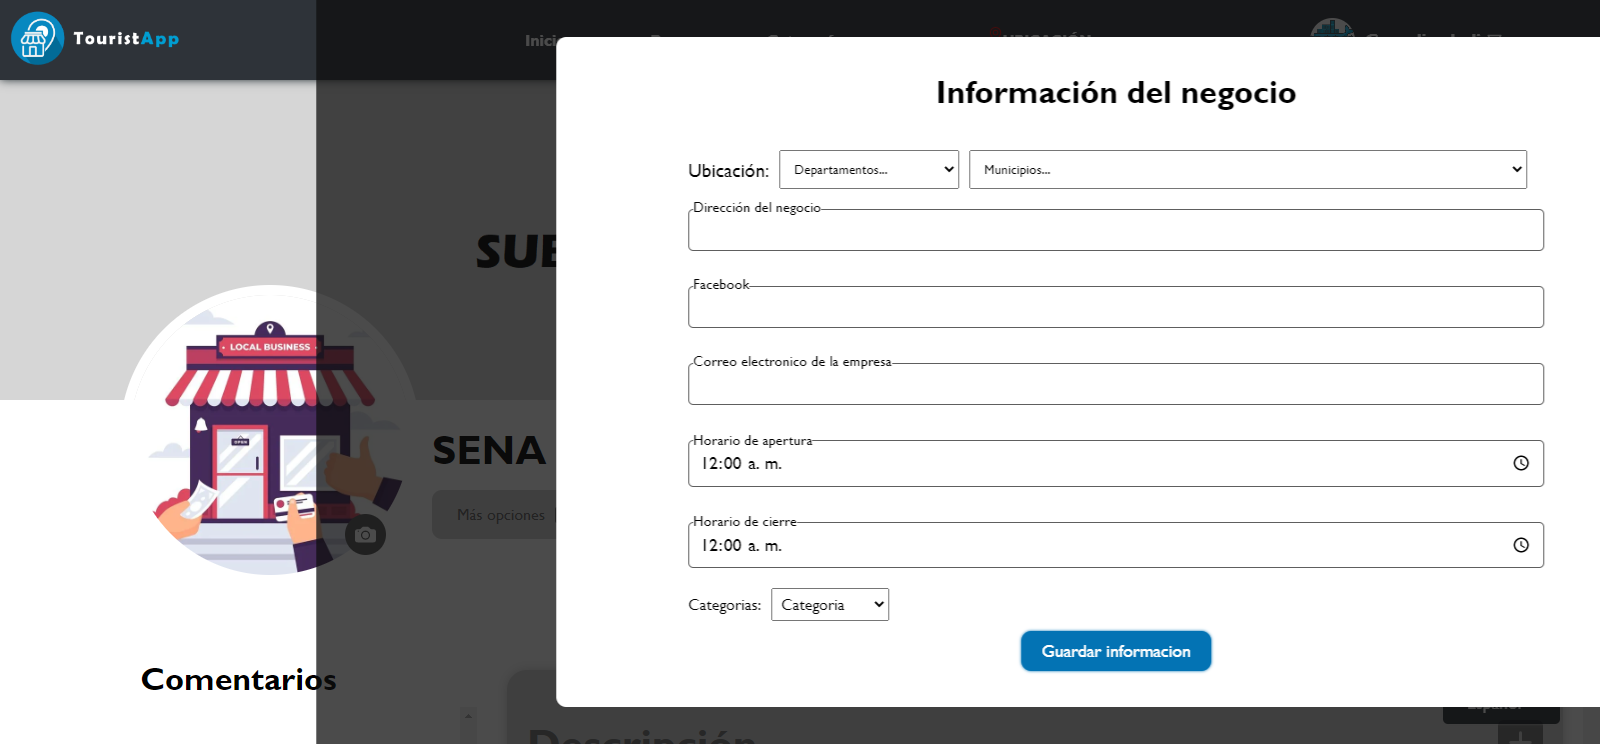 TouristApp
Inici
Información del negocio
Ubicación: Departamentos... Municipios...
Dirección del negocio
SUB
Facebook
LOCAL BUSINESS
Correo electronico de la empresa
OPEN
SENA
Horario de apertura
12:00 a. m.
Más opciones
Horario de cierre
12:00 a. m.
Categorias: Categoria
Guardar informacion
Comentarios
Descripción